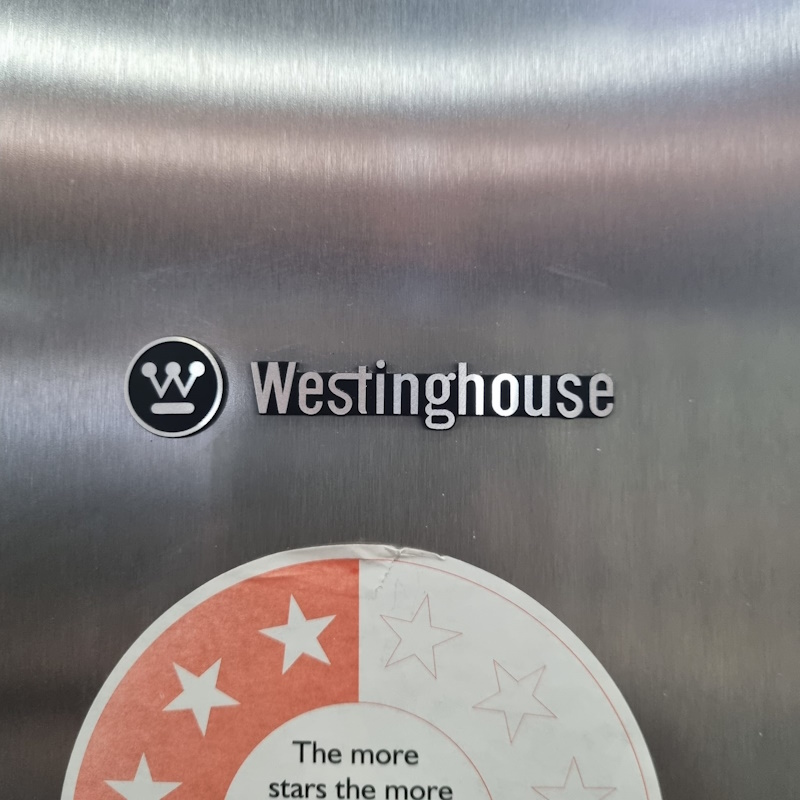 W
Westinghouse
The more
stars the more